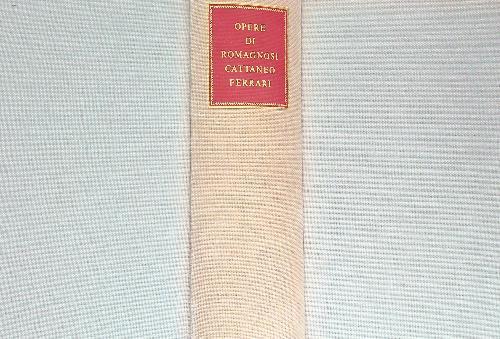 OPERE
DI
ROMAGNOSI
CATTANEO
FERRARI